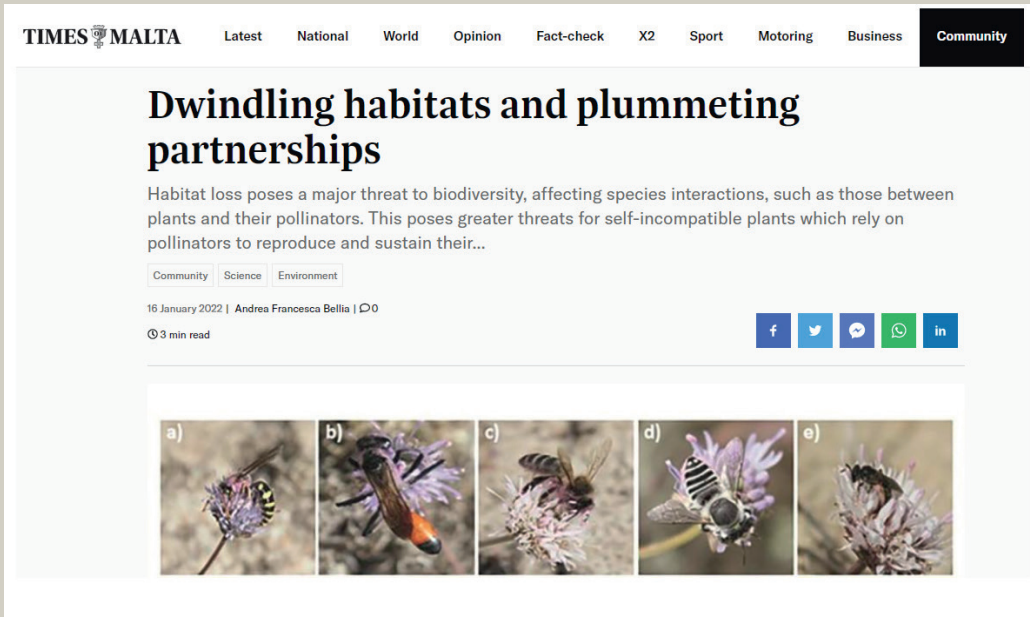 TIMES MALTA Latest National World Opinion Fact-check X2 Sport Motoring Business Community
Dwindling habitats and plummeting
partnerships
Habitat loss poses a major threat to biodiversity, affecting species interactions, such as those between
plants and their pollinators. This poses greater threats for self-incompatible plants which rely on
pollinators to reproduce and sustain their...
Community Science Environment
16 January 2022 | Andrea Francesca Bellia | 0
3 min read
f in
a) b) c) d) e)